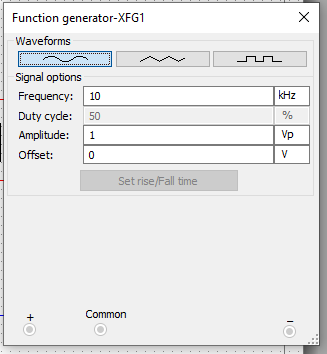 Function generator-XFG1
Waveforms
Signal options
Frequency: 10 kHz
Duty cycle: 50 %
Amplitude: 1 Vp
Offset: 0 V
Set rise/Fall time
+ Common –